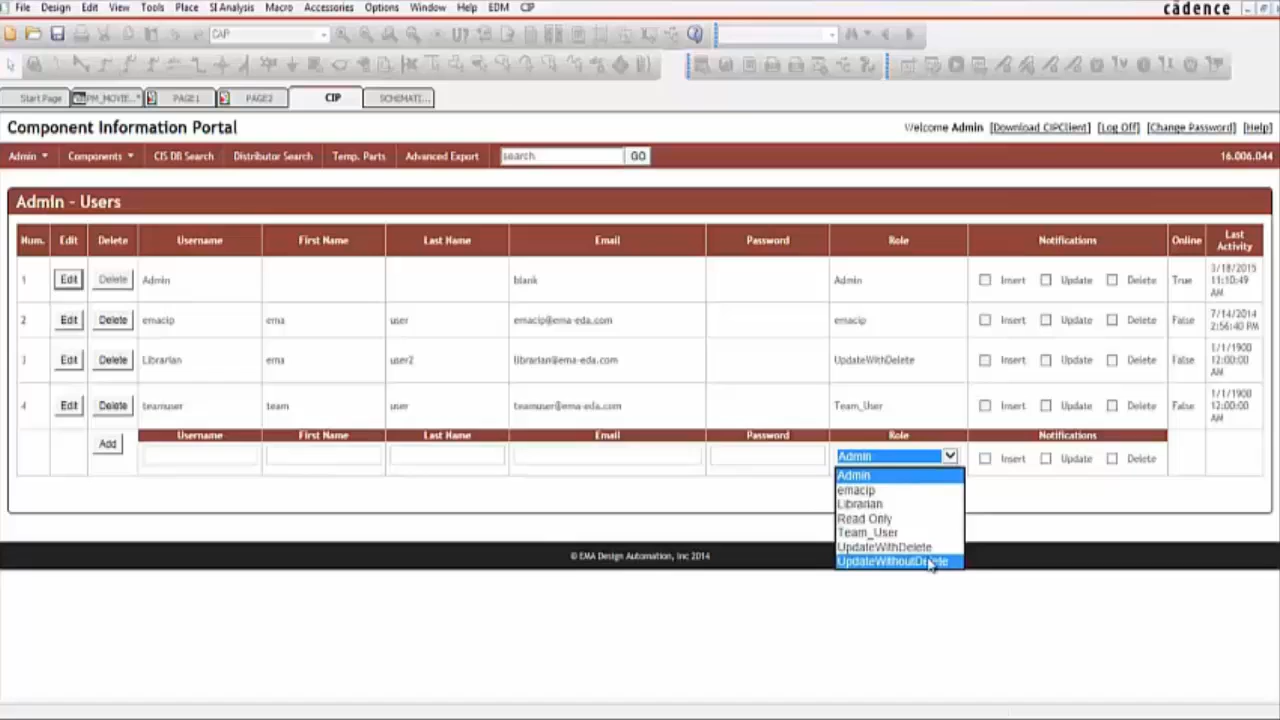 File Design Edit View Tools Place SI Analysis Macro Accessories Options Window Help EDM CIP
cādence
CAP
Start Page PM_MOVIE...* PAGE1 PAGE2 CIP SCHEMATI...
Component Information Portal
Welcome Admin [Download CIPClient] [Log Off] [Change Password] [Help]
Admin Components CIS DB Search Distributor Search Temp. Parts Advanced Export search GO 16.006.044
Admin - Users
Num. Edit Delete Username First Name Last Name Email Password Role Notifications Online Last Activity
1 Edit Delete Admin blank Admin Insert Update Delete True 3/18/2015 11:10:49 AM
2 Edit Delete emacip ema user emacip@ema-eda.com emacip Insert Update Delete False 7/14/2014 2:56:40 PM
3 Edit Delete Librarian ema user2 librarian@ema-eda.com UpdateWithDelete Insert Update Delete False 1/1/1900 12:00:00 AM
4 Edit Delete teamuser team user teamuser@ema-eda.com Team_User Insert Update Delete False 1/1/1900 12:00:00 AM
Username First Name Last Name Email Password Role Notifications
Add Admin Insert Update Delete
Admin
emacip
Librarian
Read Only
Team_User
UpdateWithDelete
UpdateWithoutDelete
© EMA Design Automation, Inc 2014